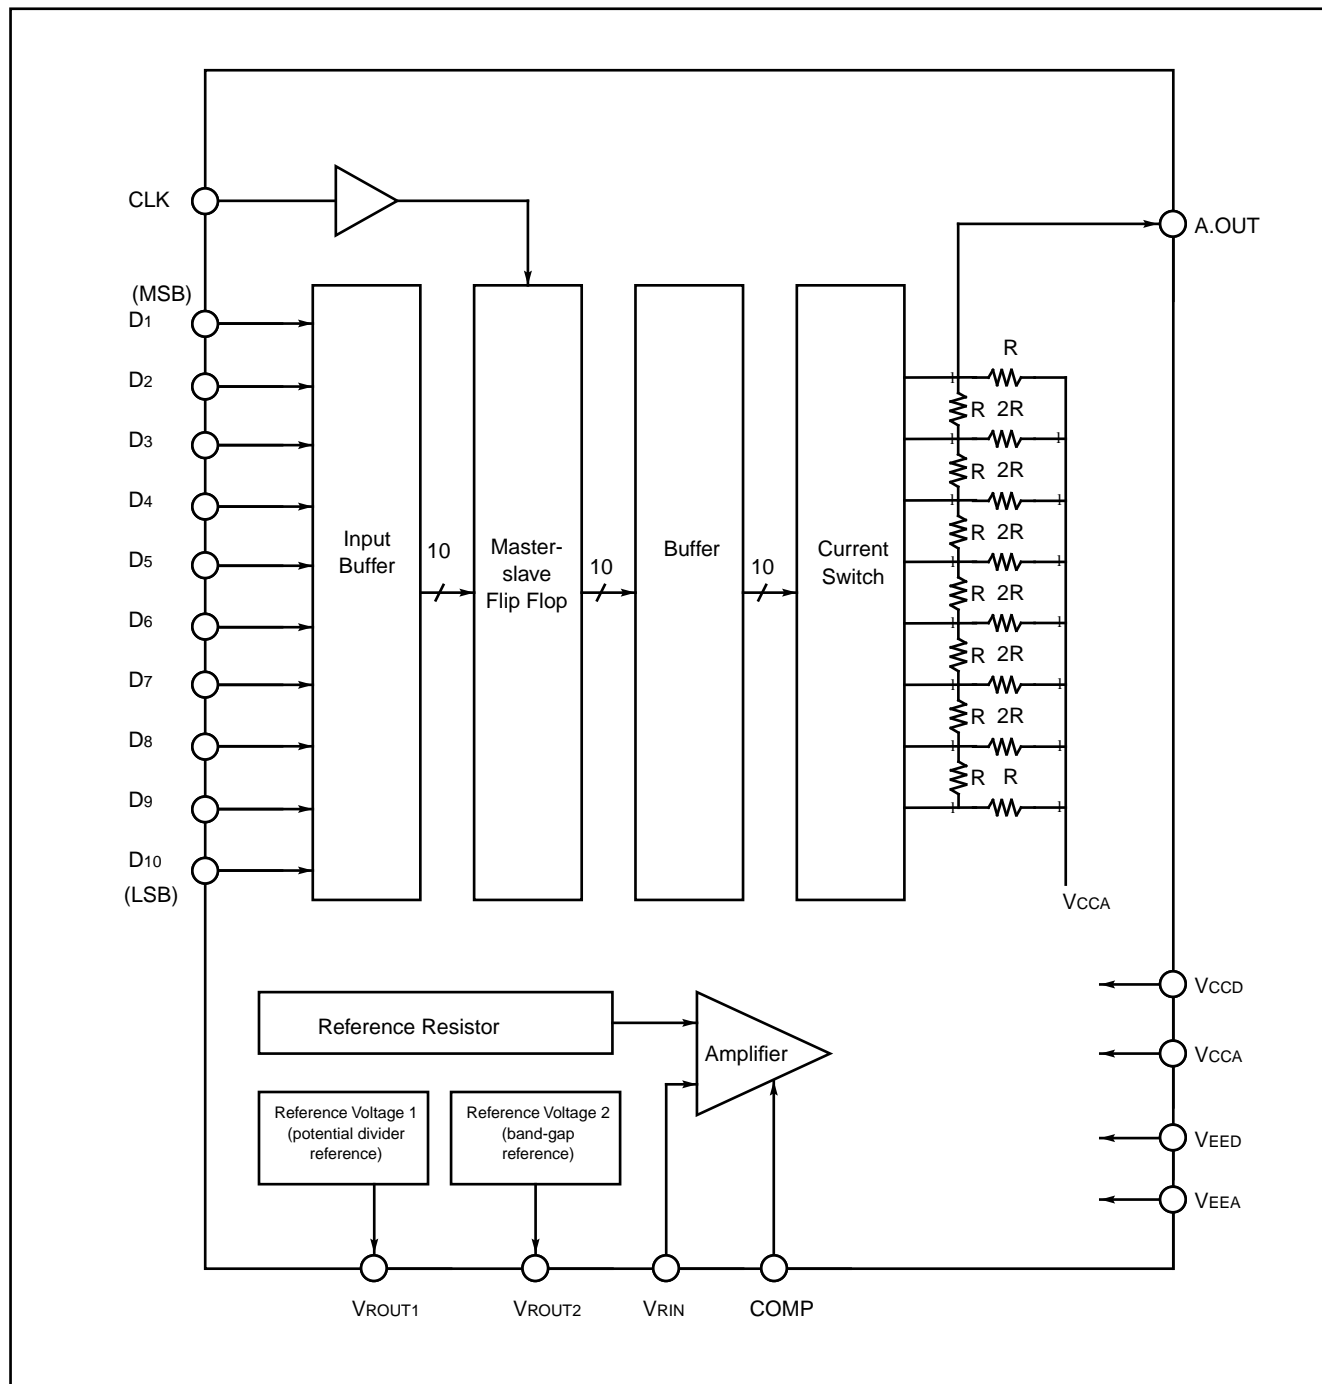 CLK
A.OUT
(MSB)
D1
D2
D3
D4
D5
D6
D7
D8
D9
D10
(LSB)
Input
Buffer
10
Master-
slave
Flip Flop
10
Buffer
10
Current
Switch
R
R 2R
R 2R
R 2R
R 2R
R 2R
R 2R
R R
VCCA
VCCD
VCCA
VEED
VEEA
Reference Resistor
Amplifier
Reference Voltage 1
(potential divider
reference)
Reference Voltage 2
(band-gap
reference)
VROUT1
VROUT2
VRIN
COMP